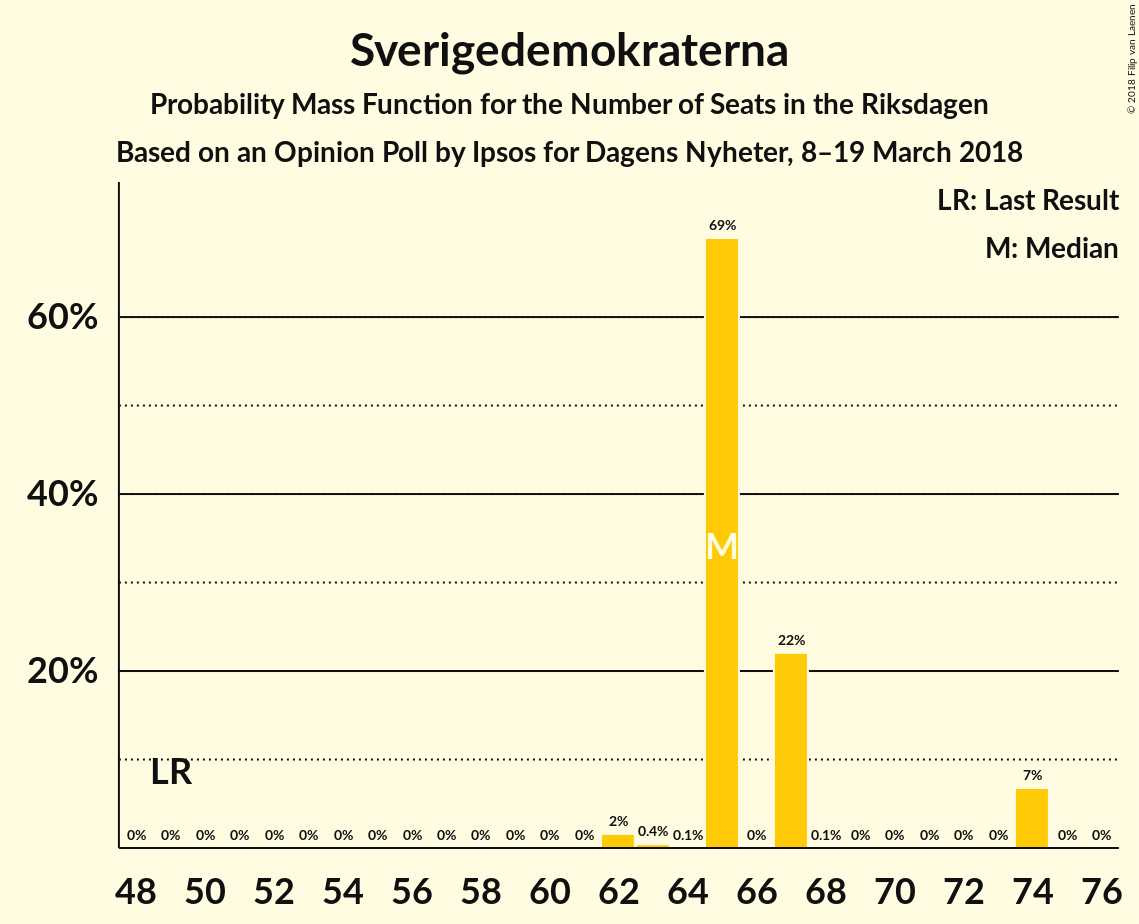 Sverigedemokraterna
Probability Mass Function for the Number of Seats in the Riksdagen
Based on an Opinion Poll by Ipsos for Dagens Nyheter, 8–19 March 2018
© 2018 Filip van Laenen
LR: Last Result
M: Median
69%
60%
40%
M
22%
20%
LR
7%
0% 0% 0% 0% 0% 0% 0% 0% 0% 0% 0% 0% 0% 0% 2% 0.4% 0.1% 0% 0.1% 0% 0% 0% 0% 0% 0% 0%
48 50 52 54 56 58 60 62 64 66 68 70 72 74 76